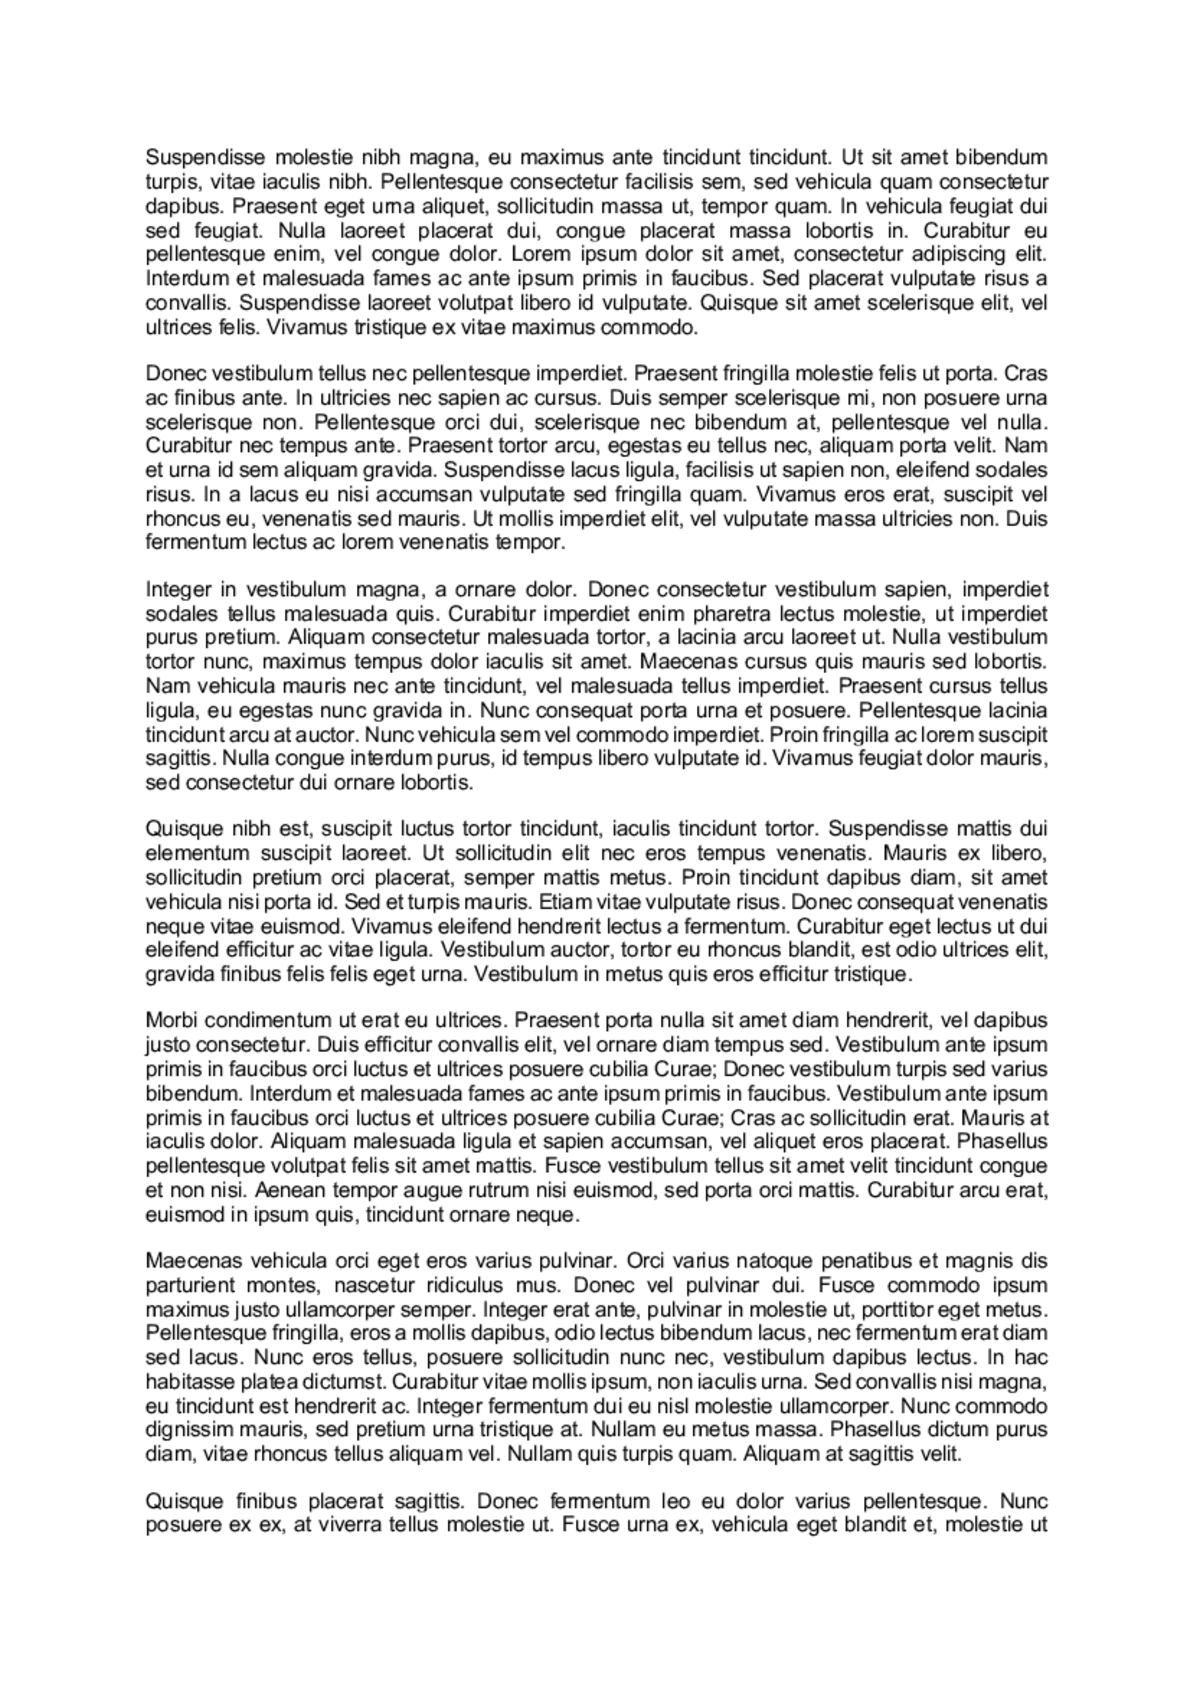 Suspendisse molestie nibh magna, eu maximus ante tincidunt tincidunt. Ut sit amet bibendum
turpis, vitae iaculis nibh. Pellentesque consectetur facilisis sem, sed vehicula quam consectetur
dapibus. Praesent eget urna aliquet, sollicitudin massa ut, tempor quam. In vehicula feugiat dui
sed feugiat. Nulla laoreet placerat dui, congue placerat massa lobortis in. Curabitur eu
pellentesque enim, vel congue dolor. Lorem ipsum dolor sit amet, consectetur adipiscing elit.
Interdum et malesuada fames ac ante ipsum primis in faucibus. Sed placerat vulputate risus a
convallis. Suspendisse laoreet volutpat libero id vulputate. Quisque sit amet scelerisque elit, vel
ultrices felis. Vivamus tristique ex vitae maximus commodo.
Donec vestibulum tellus nec pellentesque imperdiet. Praesent fringilla molestie felis ut porta. Cras
ac finibus ante. In ultricies nec sapien ac cursus. Duis semper scelerisque mi, non posuere urna
scelerisque non. Pellentesque orci dui, scelerisque nec bibendum at, pellentesque vel nulla.
Curabitur nec tempus ante. Praesent tortor arcu, egestas eu tellus nec, aliquam porta velit. Nam
et urna id sem aliquam gravida. Suspendisse lacus ligula, facilisis ut sapien non, eleifend sodales
risus. In a lacus eu nisi accumsan vulputate sed fringilla quam. Vivamus eros erat, suscipit vel
rhoncus eu, venenatis sed mauris. Ut mollis imperdiet elit, vel vulputate massa ultricies non. Duis
fermentum lectus ac lorem venenatis tempor.
Integer in vestibulum magna, a ornare dolor. Donec consectetur vestibulum sapien, imperdiet
sodales tellus malesuada quis. Curabitur imperdiet enim pharetra lectus molestie, ut imperdiet
purus pretium. Aliquam consectetur malesuada tortor, a lacinia arcu laoreet ut. Nulla vestibulum
tortor nunc, maximus tempus dolor iaculis sit amet. Maecenas cursus quis mauris sed lobortis.
Nam vehicula mauris nec ante tincidunt, vel malesuada tellus imperdiet. Praesent cursus tellus
ligula, eu egestas nunc gravida in. Nunc consequat porta urna et posuere. Pellentesque lacinia
tincidunt arcu at auctor. Nunc vehicula sem vel commodo imperdiet. Proin fringilla ac lorem suscipit
sagittis. Nulla congue interdum purus, id tempus libero vulputate id. Vivamus feugiat dolor mauris,
sed consectetur dui ornare lobortis.
Quisque nibh est, suscipit luctus tortor tincidunt, iaculis tincidunt tortor. Suspendisse mattis dui
elementum suscipit laoreet. Ut sollicitudin elit nec eros tempus venenatis. Mauris ex libero,
sollicitudin pretium orci placerat, semper mattis metus. Proin tincidunt dapibus diam, sit amet
vehicula nisi porta id. Sed et turpis mauris. Etiam vitae vulputate risus. Donec consequat venenatis
neque vitae euismod. Vivamus eleifend hendrerit lectus a fermentum. Curabitur eget lectus ut dui
eleifend efficitur ac vitae ligula. Vestibulum auctor, tortor eu rhoncus blandit, est odio ultrices elit,
gravida finibus felis felis eget urna. Vestibulum in metus quis eros efficitur tristique.
Morbi condimentum ut erat eu ultrices. Praesent porta nulla sit amet diam hendrerit, vel dapibus
justo consectetur. Duis efficitur convallis elit, vel ornare diam tempus sed. Vestibulum ante ipsum
primis in faucibus orci luctus et ultrices posuere cubilia Curae; Donec vestibulum turpis sed varius
bibendum. Interdum et malesuada fames ac ante ipsum primis in faucibus. Vestibulum ante ipsum
primis in faucibus orci luctus et ultrices posuere cubilia Curae; Cras ac sollicitudin erat. Mauris at
iaculis dolor. Aliquam malesuada ligula et sapien accumsan, vel aliquet eros placerat. Phasellus
pellentesque volutpat felis sit amet mattis. Fusce vestibulum tellus sit amet velit tincidunt congue
et non nisi. Aenean tempor augue rutrum nisi euismod, sed porta orci mattis. Curabitur arcu erat,
euismod in ipsum quis, tincidunt ornare neque.
Maecenas vehicula orci eget eros varius pulvinar. Orci varius natoque penatibus et magnis dis
parturient montes, nascetur ridiculus mus. Donec vel pulvinar dui. Fusce commodo ipsum
maximus justo ullamcorper semper. Integer erat ante, pulvinar in molestie ut, porttitor eget metus.
Pellentesque fringilla, eros a mollis dapibus, odio lectus bibendum lacus, nec fermentum erat diam
sed lacus. Nunc eros tellus, posuere sollicitudin nunc nec, vestibulum dapibus lectus. In hac
habitasse platea dictumst. Curabitur vitae mollis ipsum, non iaculis urna. Sed convallis nisi magna,
eu tincidunt est hendrerit ac. Integer fermentum dui eu nisl molestie ullamcorper. Nunc commodo
dignissim mauris, sed pretium urna tristique at. Nullam eu metus massa. Phasellus dictum purus
diam, vitae rhoncus tellus aliquam vel. Nullam quis turpis quam. Aliquam at sagittis velit.
Quisque finibus placerat sagittis. Donec fermentum leo eu dolor varius pellentesque. Nunc
posuere ex ex, at viverra tellus molestie ut. Fusce urna ex, vehicula eget blandit et, molestie ut